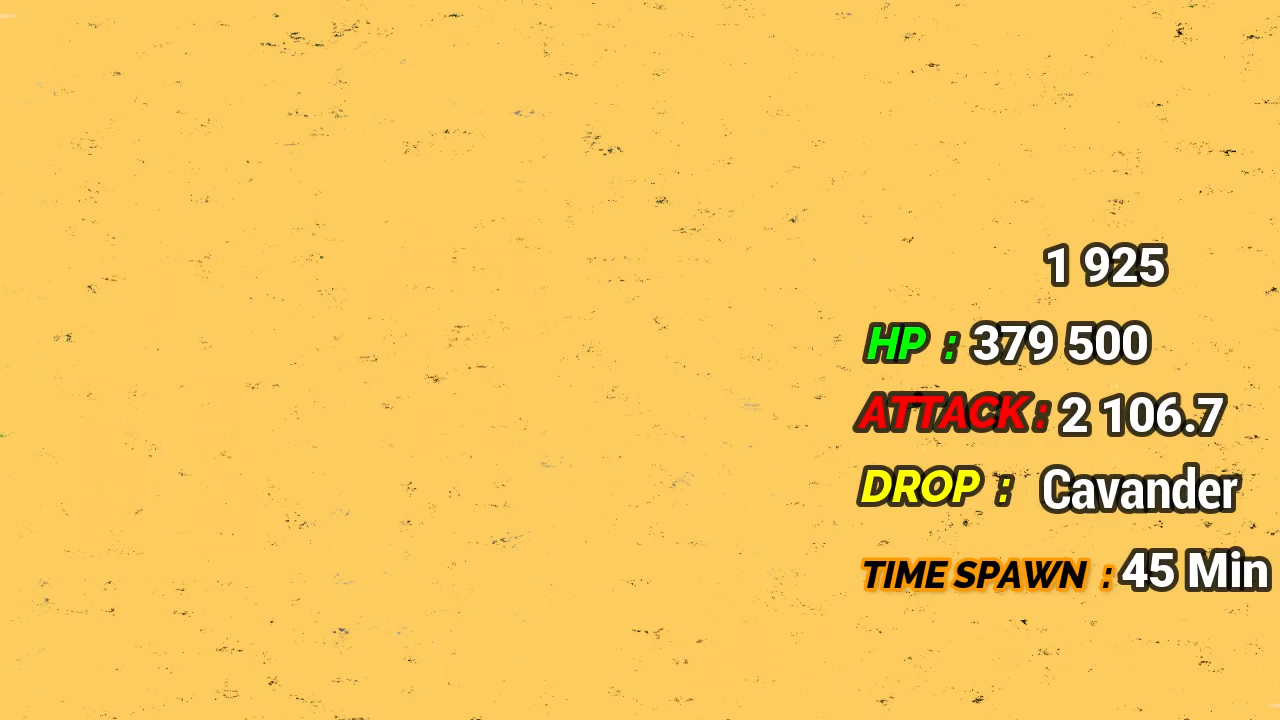 1 925
HP : 379 500
ATTACK : 2 106.7
DROP : Cavander
TIME SPAWN : 45 Min